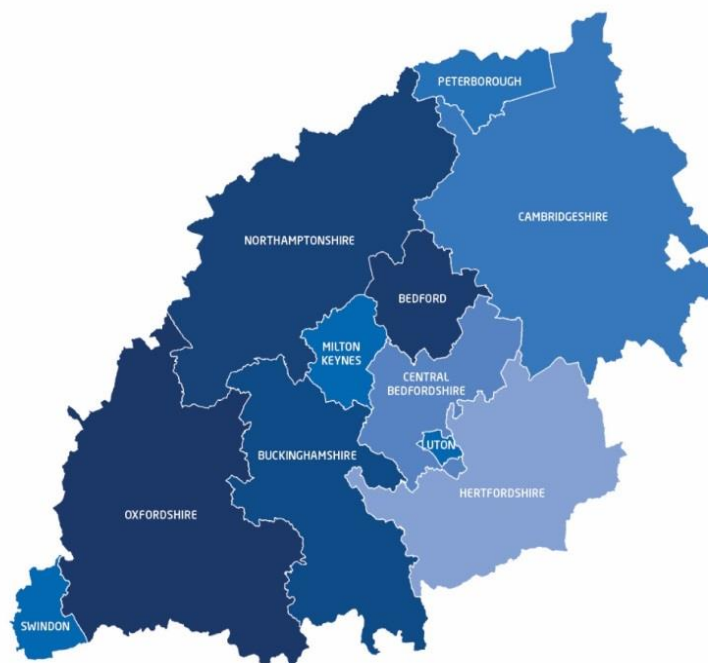 PETERBOROUGH
CAMBRIDGESHIRE
NORTHAMPTONSHIRE
BEDFORD
MILTON
KEYNES
CENTRAL
BEDFORDSHIRE
LUTON
BUCKINGHAMSHIRE
HERTFORDSHIRE
OXFORDSHIRE
SWINDON